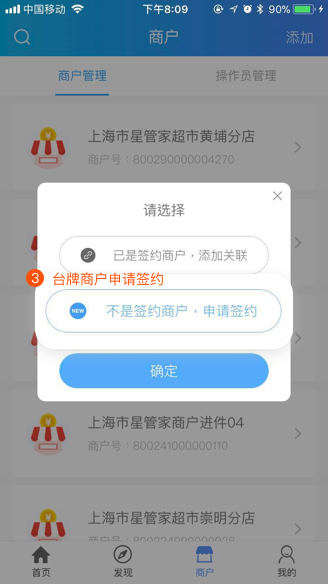 中国移动
下午8:09
90%
商户
添加
商户管理
操作员管理
上海市星管家超市黄埔分店
商户号：800290000004270
请选择
已是签约商户，添加关联
3 台牌商户申请签约
NEW 不是签约商户，申请签约
确定
上海市星管家商户进件04
商户号：800241000000110
上海市星管家超市崇明分店
首页
发现
商户
我的